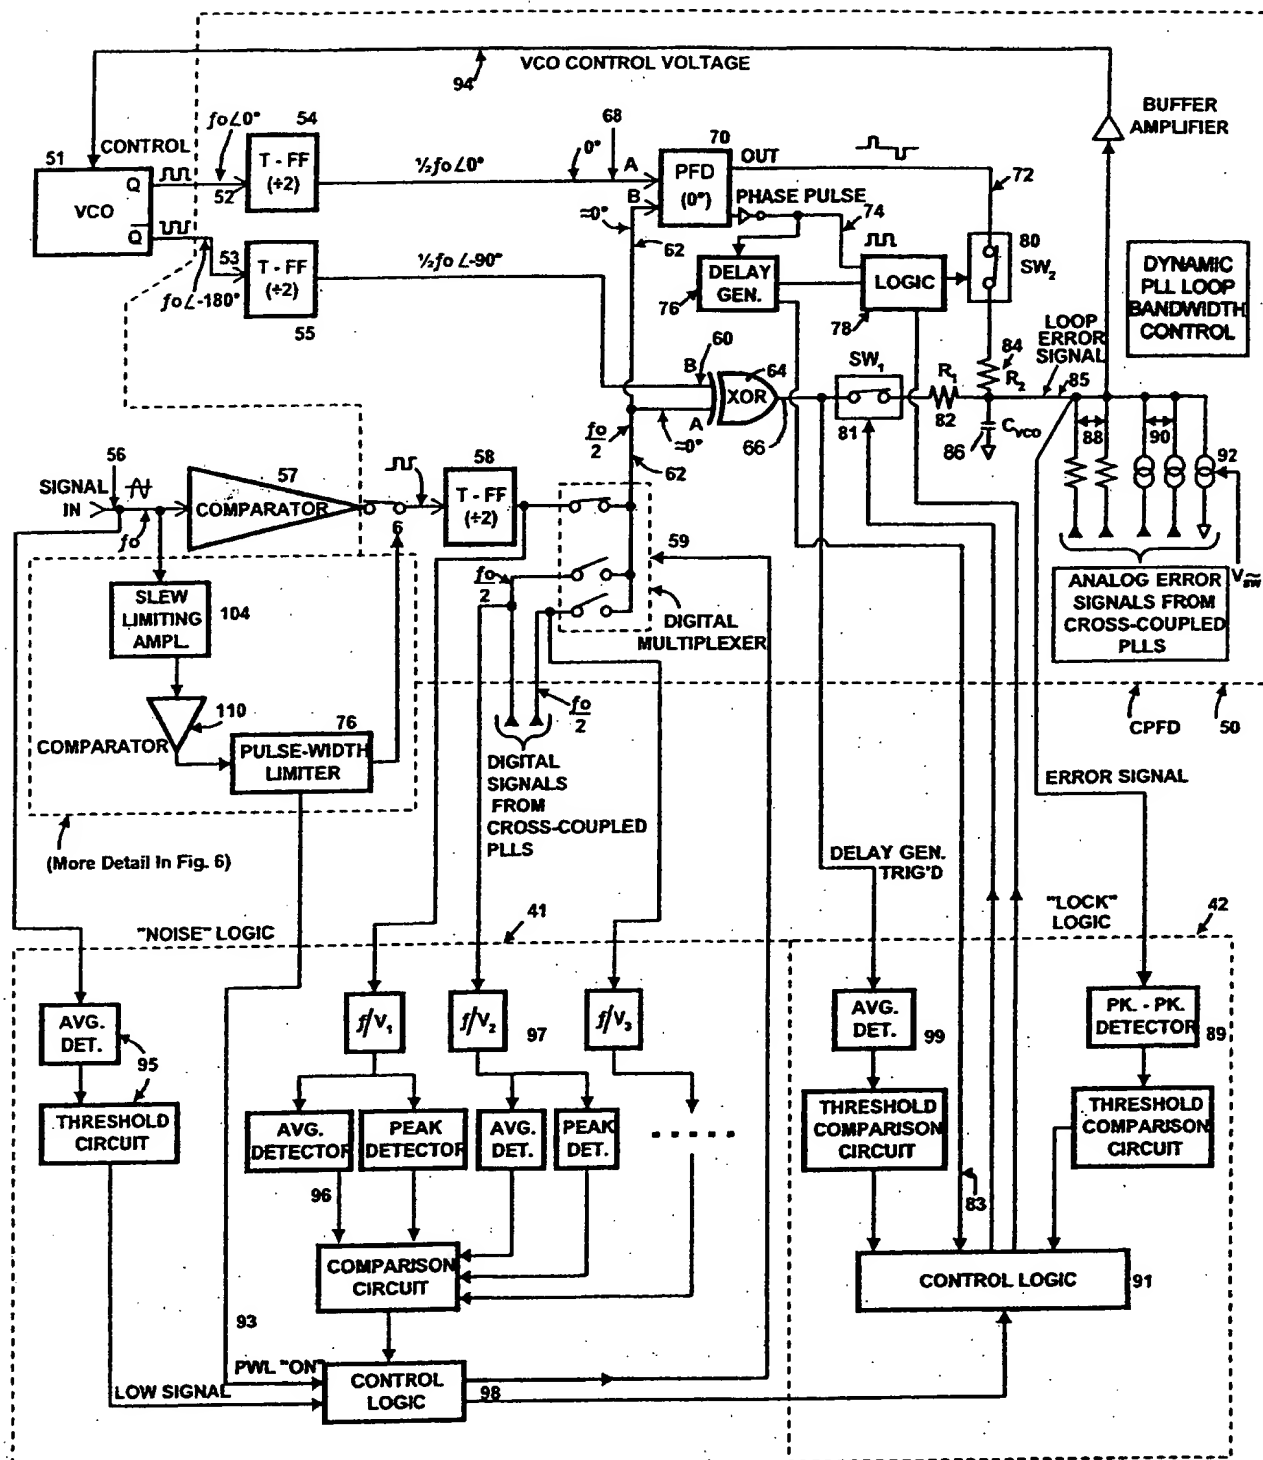 VCO CONTROL VOLTAGE
94
BUFFER
AMPLIFIER
CONTROL
51
VCO
Q
Q̅
fo∠0°
52
54
T - FF
(÷2)
½fo∠0°
0°
68
A
B
≈0°
62
70
PFD
(0°)
OUT
PHASE PULSE
72
74
fo∠-180°
53
T - FF
(÷2)
55
½fo∠-90°
DELAY
GEN.
76
LOGIC
78
80
SW2
DYNAMIC
PLL LOOP
BANDWIDTH
CONTROL
60
B
XOR
64
A
≈0°
66
SW1
81
R1
82
84
R2
LOOP
ERROR
SIGNAL
85
86
CVCO
88
90
92
V~SW
ANALOG ERROR
SIGNALS FROM
CROSS-COUPLED
PLLS
56
SIGNAL
IN
fo
57
COMPARATOR
6
58
T - FF
(÷2)
fo/2
62
59
DIGITAL
MULTIPLEXER
fo/2
fo/2
DIGITAL
SIGNALS
FROM
CROSS-COUPLED
PLLS
SLEW
LIMITING
AMPL.
104
110
COMPARATOR
76
PULSE-WIDTH
LIMITER
(More Detail In Fig. 6)
CPFD
50
ERROR SIGNAL
DELAY GEN.
TRIG'D
"NOISE" LOGIC
41
"LOCK"
LOGIC
42
AVG.
DET.
95
THRESHOLD
CIRCUIT
f/V1
f/V2
97
f/V3
AVG.
DETECTOR
PEAK
DETECTOR
AVG.
DET.
PEAK
DET.
96
COMPARISON
CIRCUIT
93
PWL "ON"
LOW SIGNAL
CONTROL
LOGIC
98
AVG.
DET.
99
THRESHOLD
COMPARISON
CIRCUIT
PK. - PK.
DETECTOR
89
THRESHOLD
COMPARISON
CIRCUIT
83
CONTROL LOGIC
91